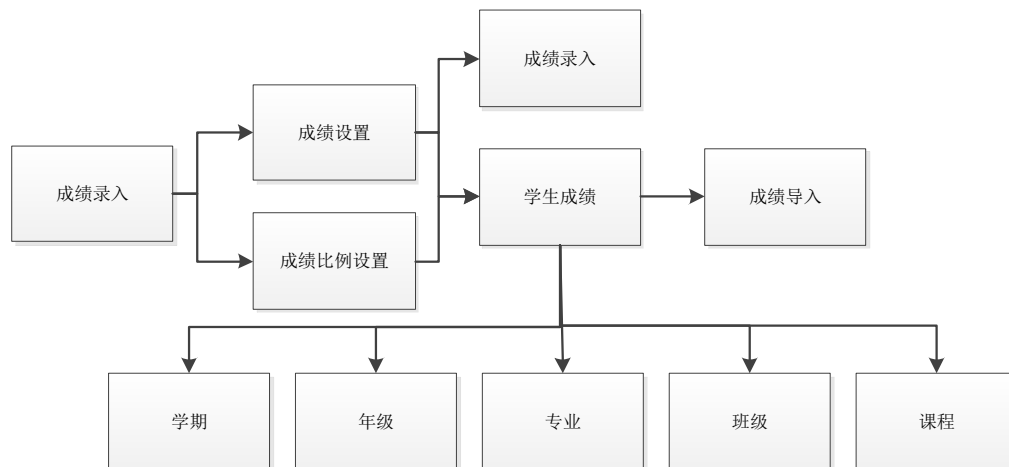 成绩录入
成绩设置
成绩录入
成绩比例设置
学生成绩
成绩导入
学期
年级
专业
班级
课程